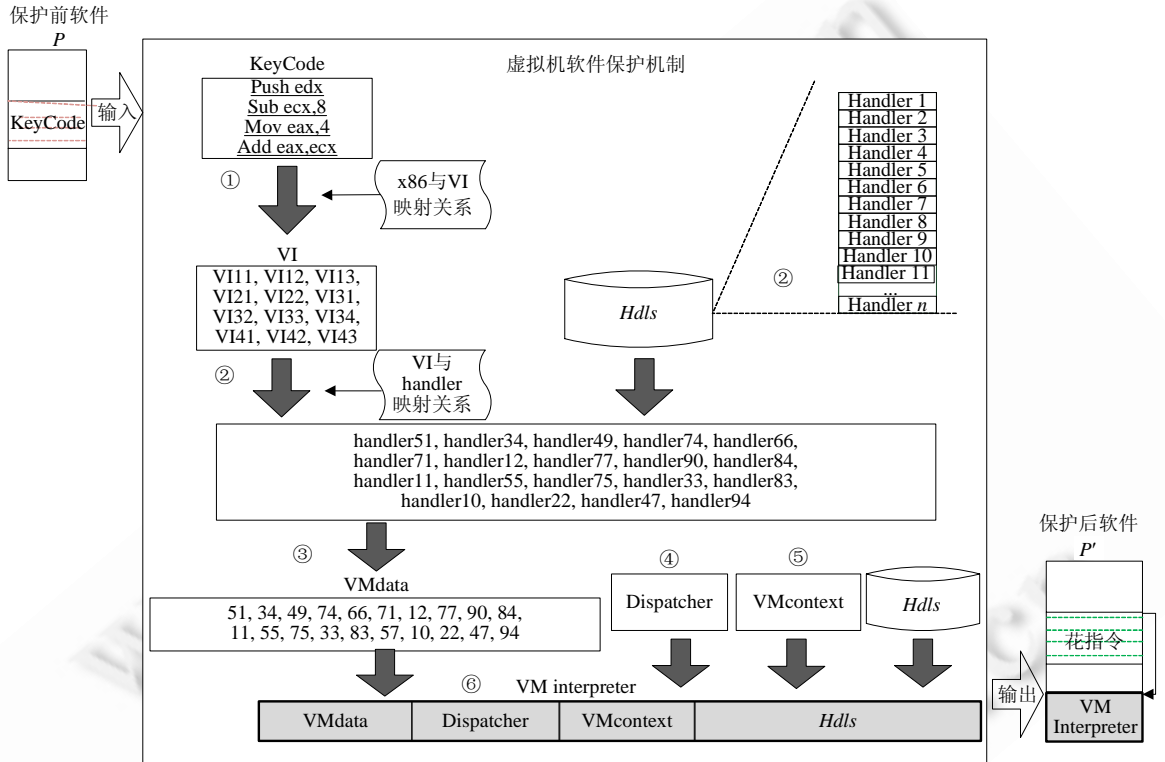 保护前软件
P
KeyCode
输入
虚拟机软件保护机制
KeyCode
Push edx
Sub ecx,8
Mov eax,4
Add eax,ecx
①
x86与VI
映射关系
VI
VI11, VI12, VI13,
VI21, VI22, VI31,
VI32, VI33, VI34,
VI41, VI42, VI43
②
VI与
handler
映射关系
Hdls
②
Handler 1
Handler 2
Handler 3
Handler 4
Handler 5
Handler 6
Handler 7
Handler 8
Handler 9
Handler 10
Handler 11
...
Handler n
handler51, handler34, handler49, handler74, handler66,
handler71, handler12, handler77, handler90, handler84,
handler11, handler55, handler75, handler33, handler83,
handler10, handler22, handler47, handler94
③
VMdata
51, 34, 49, 74, 66, 71, 12, 77, 90, 84,
11, 55, 75, 33, 83, 57, 10, 22, 47, 94
④
Dispatcher
⑤
VMcontext
Hdls
⑥
VM interpreter
VMdata
Dispatcher
VMcontext
Hdls
输出
保护后软件
P′
花指令
VM
Interpreter